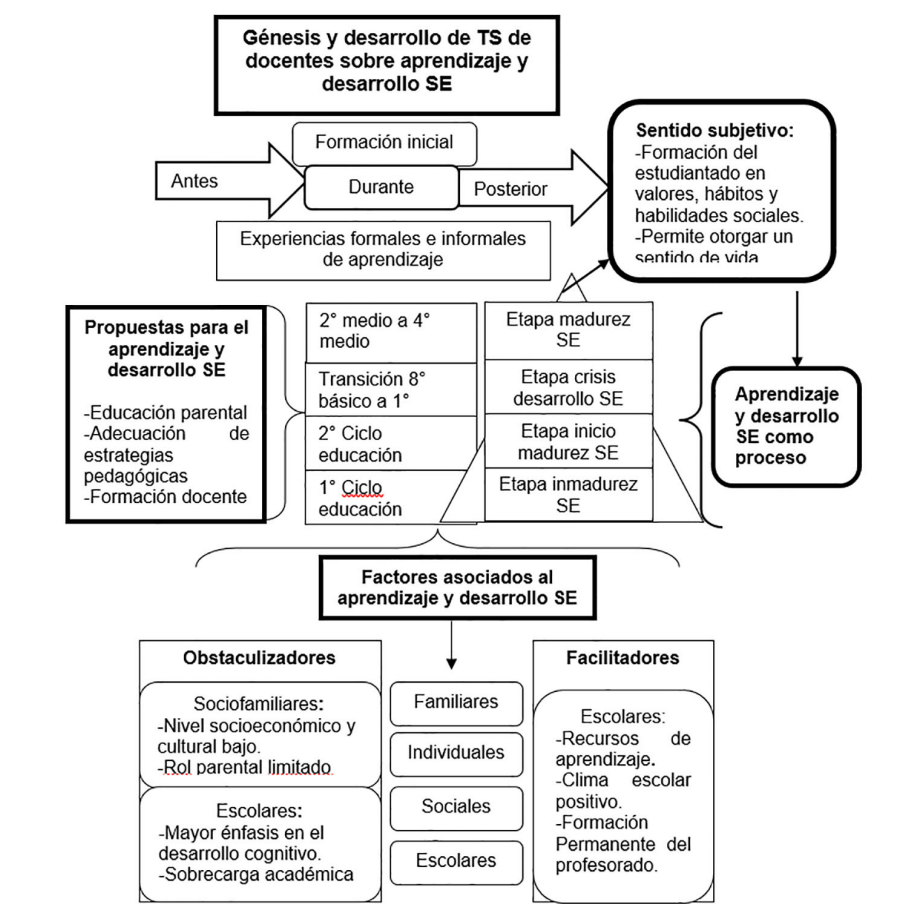 Génesis y desarrollo de TS de
docentes sobre aprendizaje y
desarrollo SE
Formación inicial
Antes
Durante
Posterior
Experiencias formales e informales
de aprendizaje
Sentido subjetivo:
-Formación del
estudiantado en
valores, hábitos y
habilidades sociales.
-Permite otorgar un
sentido de vida
Propuestas para el
aprendizaje y
desarrollo SE
-Educación parental
-Adecuación de
estrategias
pedagógicas
-Formación docente
2° medio a 4°
medio
Transición 8°
básico a 1°
2° Ciclo
educación
1° Ciclo
educación
Etapa madurez
SE
Etapa crisis
desarrollo SE
Etapa inicio
madurez SE
Etapa inmadurez
SE
Aprendizaje
y desarrollo
SE como
proceso
Factores asociados al
aprendizaje y desarrollo SE
Obstaculizadores
Sociofamiliares:
-Nivel socioeconómico y
cultural bajo.
-Rol parental limitado
Escolares:
-Mayor énfasis en el
desarrollo cognitivo.
-Sobrecarga académica
Familiares
Individuales
Sociales
Escolares
Facilitadores
Escolares:
-Recursos de
aprendizaje.
-Clima escolar
positivo.
-Formación
Permanente del
profesorado.